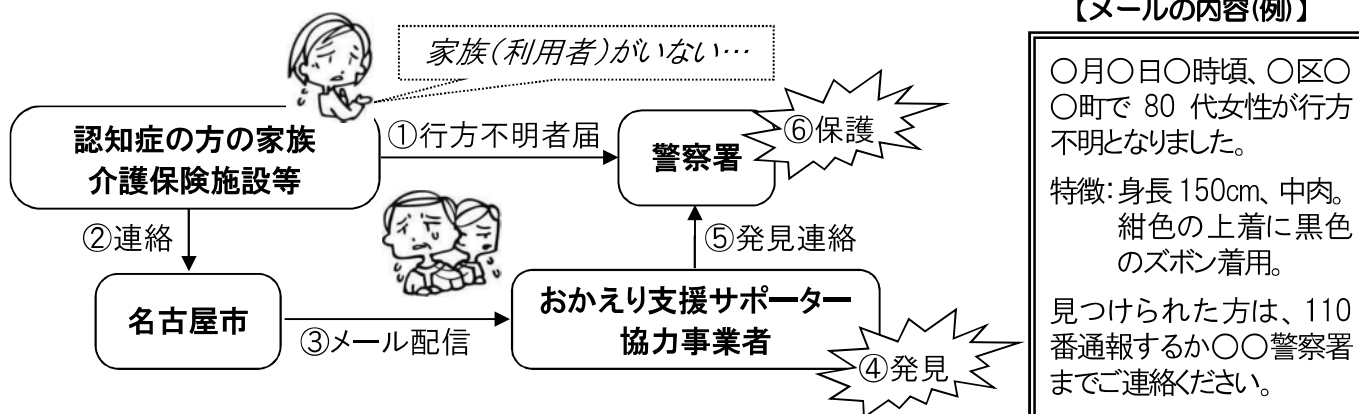 【メールの内容(例)】
家族(利用者)がいない…
認知症の方の家族
介護保険施設等
①行方不明者届
警察署
⑥保護
②連絡
⑤発見連絡
名古屋市
③メール配信
おかえり支援サポーター
協力事業者
④発見
○月○日○時頃、○区○
○町で 80 代女性が行方
不明となりました。
特徴:身長 150cm、中肉。
紺色の上着に黒色
のズボン着用。
見つけられた方は、110
番通報するか○○警察署
までご連絡ください。